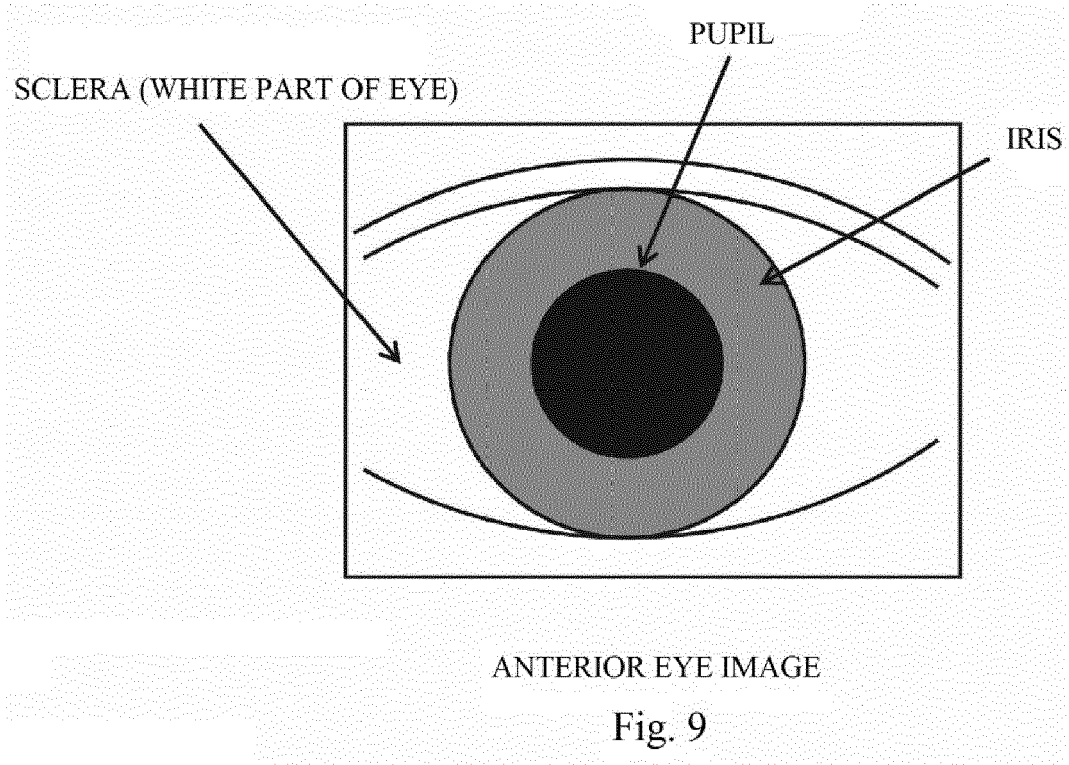 PUPIL
SCLERA (WHITE PART OF EYE)
IRIS
ANTERIOR EYE IMAGE
Fig. 9